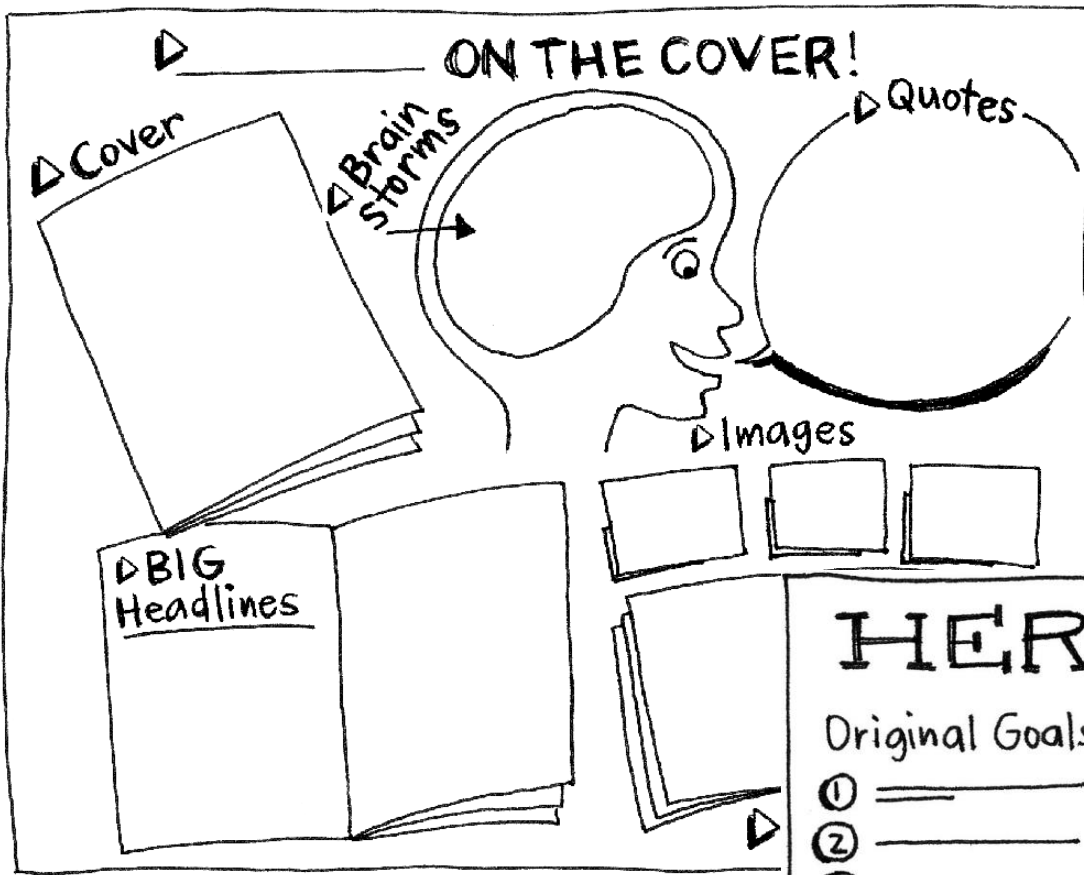 ON THE COVER!
Cover
Brain
storms
Quotes
Images
BIG
Headlines
HER
Original Goals
1
2